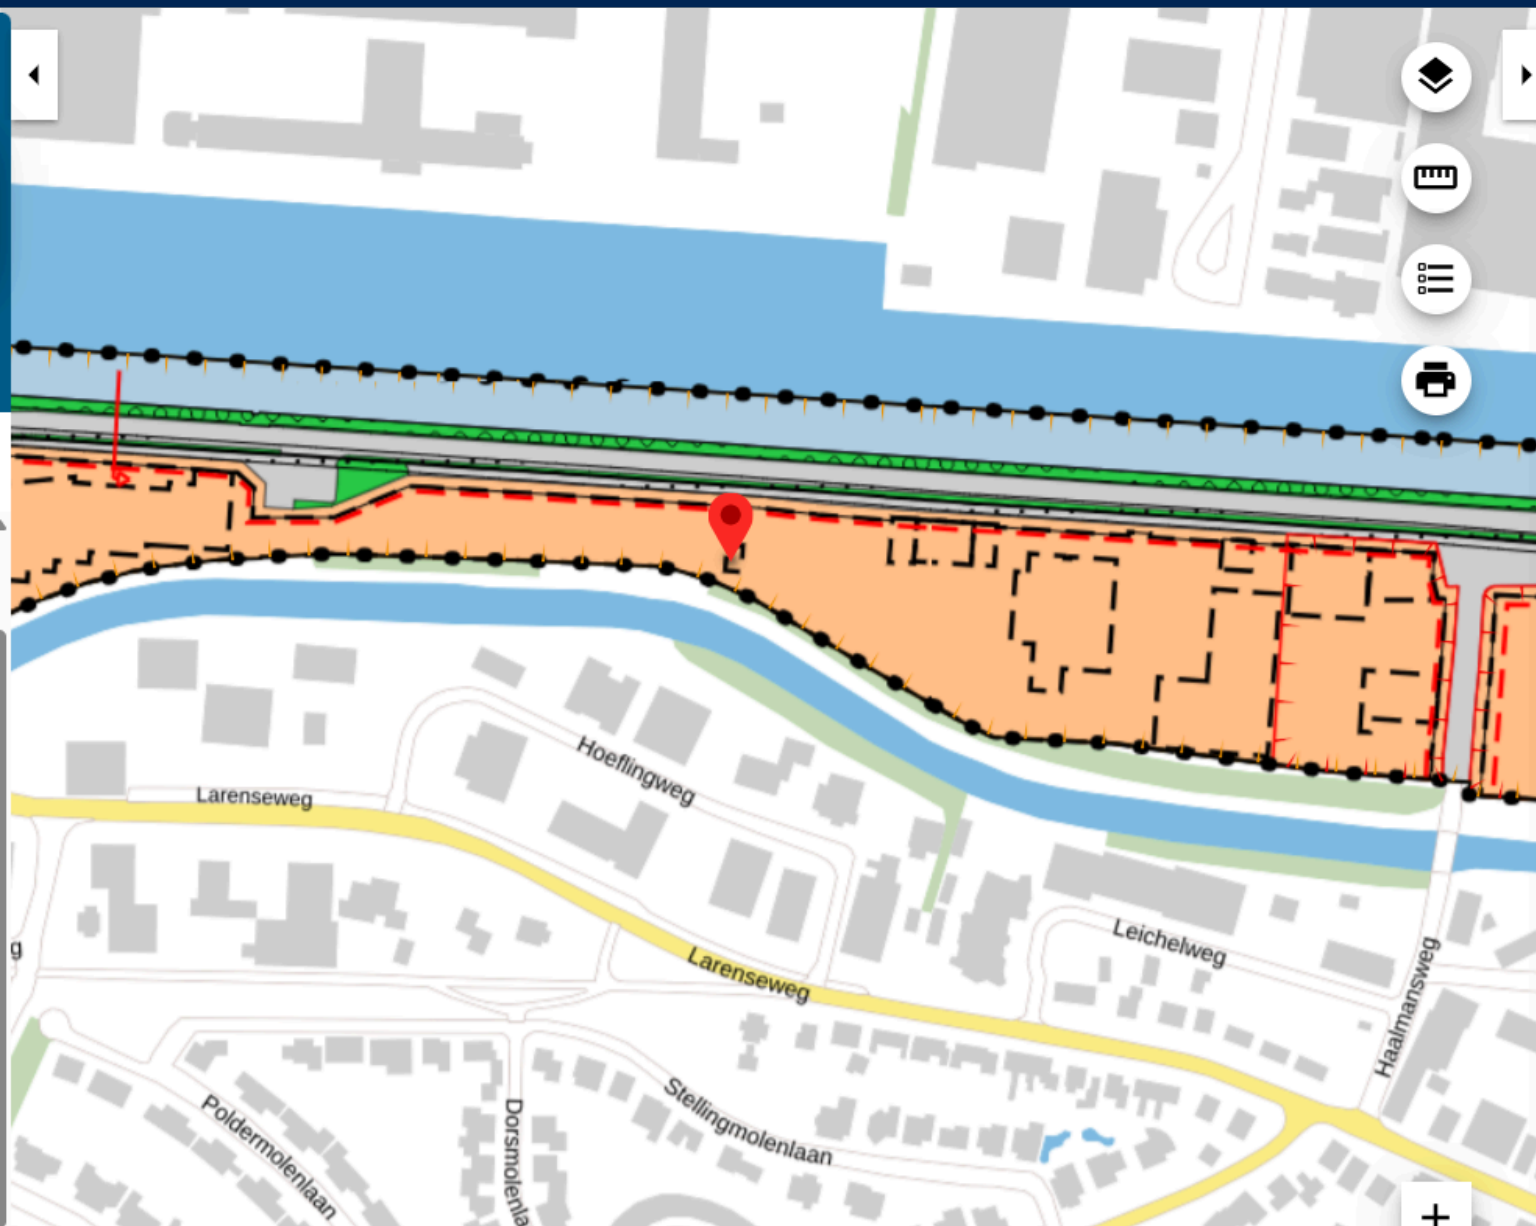 Hoeflingweg
Larenseweg
Larenseweg
Leichelweg
g
Haalmansweg
Stellingmolenlaan
Poldermolenlaan
Dorsmolenla
+